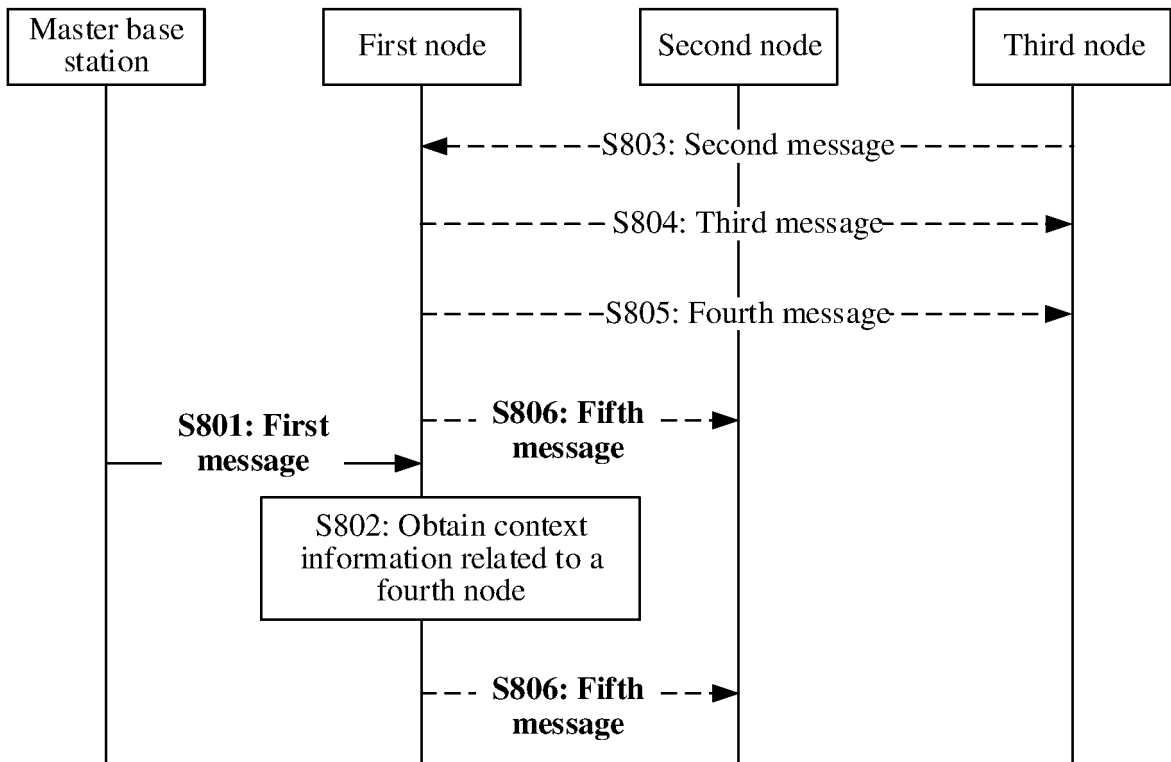 Master base
station
First node
Second node
Third node
S803: Second message
S804: Third message
S805: Fourth message
S801: First
message
S806: Fifth
message
S802: Obtain context
information related to a
fourth node
S806: Fifth
message